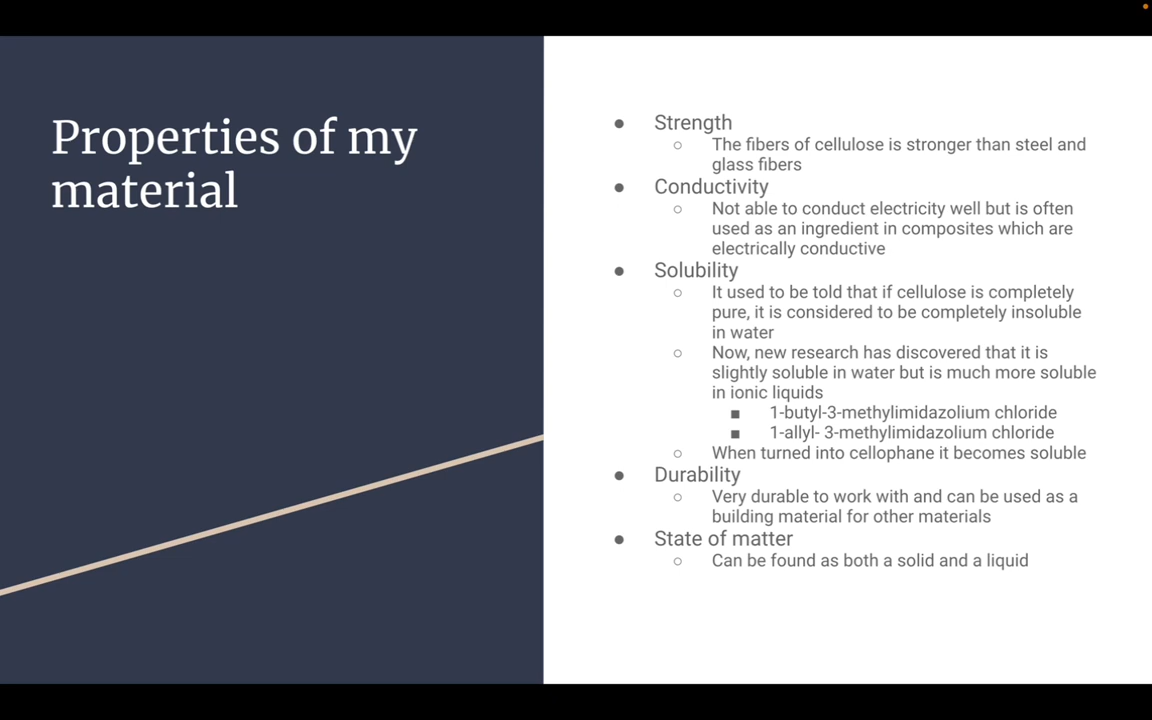 Properties of my
material
● Strength
○ The fibers of cellulose is stronger than steel and
glass fibers
● Conductivity
○ Not able to conduct electricity well but is often
used as an ingredient in composites which are
electrically conductive
● Solubility
○ It used to be told that if cellulose is completely
pure, it is considered to be completely insoluble
in water
○ Now, new research has discovered that it is
slightly soluble in water but is much more soluble
in ionic liquids
■ 1-butyl-3-methylimidazolium chloride
■ 1-allyl- 3-methylimidazolium chloride
○ When turned into cellophane it becomes soluble
● Durability
○ Very durable to work with and can be used as a
building material for other materials
● State of matter
○ Can be found as both a solid and a liquid